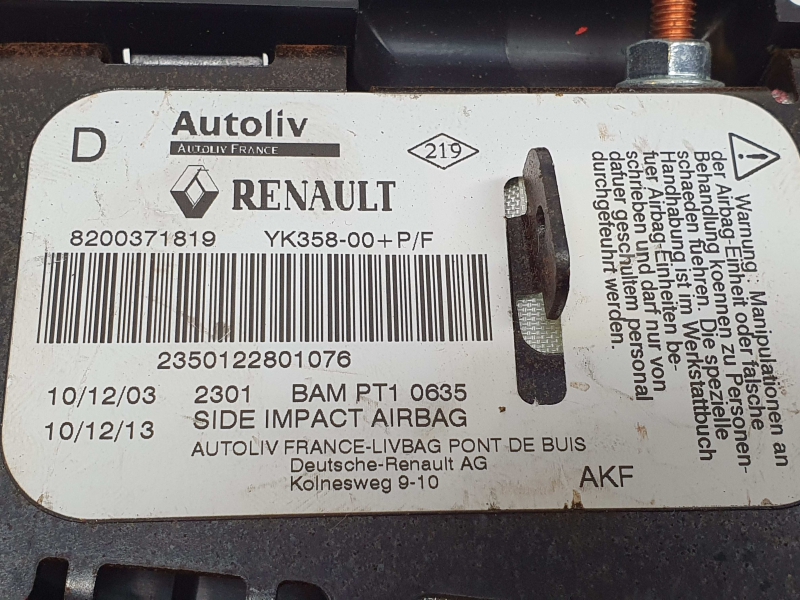 D
Autoliv
AUTOLIV FRANCE
219
RENAULT
8200371819 YK358-00+P/F
2350122801076
10/12/03 2301 BAM PT1 0635
10/12/13 SIDE IMPACT AIRBAG
AUTOLIV FRANCE-LIVBAG PONT DE BUIS
Deutsche-Renault AG
Kolnesweg 9-10
AKF
Warnung: Manipulationen an
der Airbag-Einheit oder falsche
Behandlung koennen zu Personen-
schaeden fuehren. Die spezielle
Handhabung ist im Werkstattbuch
fuer Airbag-Einheiten be-
schrieben und darf nur von
dafuer geschultem personal
durchgefuehrt werden.